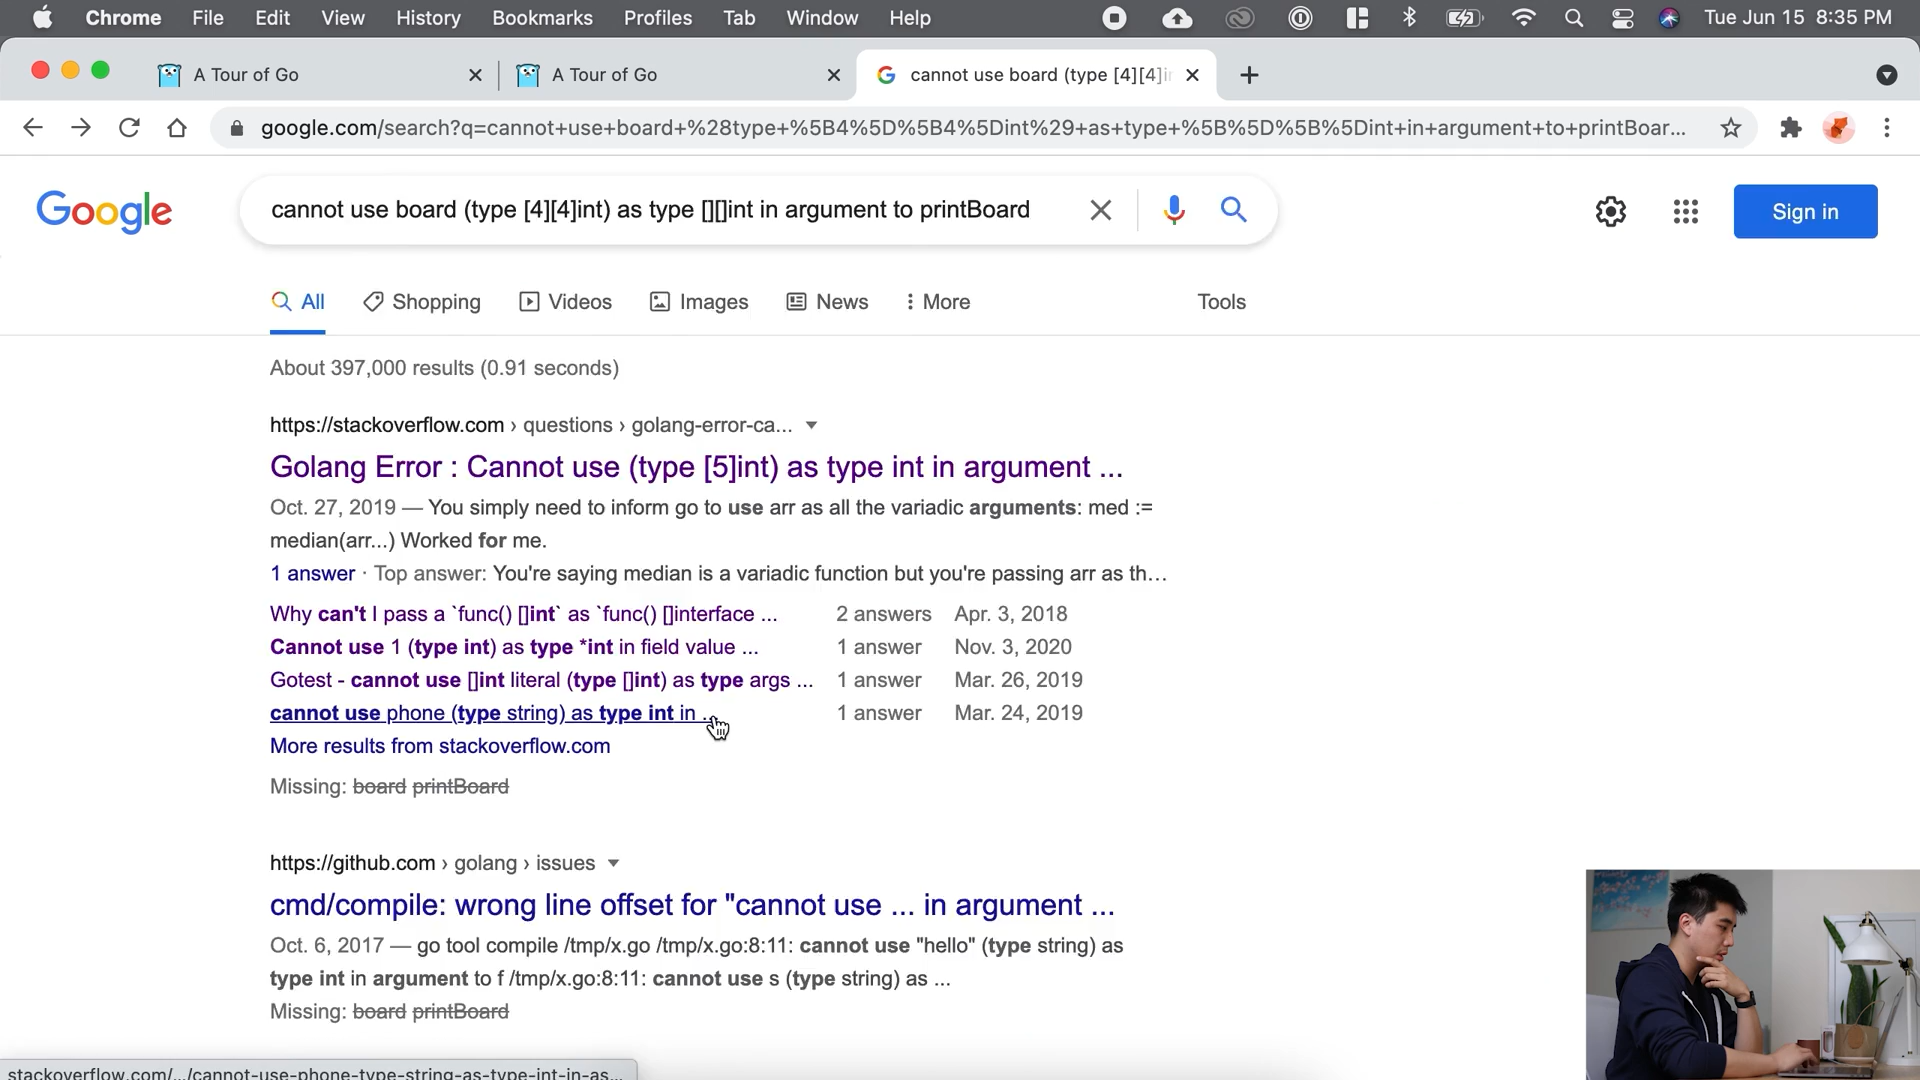 Chrome File Edit View History Bookmarks Profiles Tab Window Help Tue Jun 15 8:35 PM
A Tour of Go A Tour of Go cannot use board (type [4][4]i
google.com/search?q=cannot+use+board+%28type+%5B4%5D%5B4%5Dint%29+as+type+%5B%5D%5B%5Dint+in+argument+to+printBoar...
Google cannot use board (type [4][4]int) as type [][]int in argument to printBoard Sign in
All Shopping Videos Images News More Tools
About 397,000 results (0.91 seconds)
https://stackoverflow.com › questions › golang-error-ca...
Golang Error : Cannot use (type [5]int) as type int in argument ...
Oct. 27, 2019 — You simply need to inform go to use arr as all the variadic arguments: med :=
median(arr...) Worked for me.
1 answer · Top answer: You're saying median is a variadic function but you're passing arr as th...
Why can't I pass a `func() []int` as `func() []interface ... 2 answers Apr. 3, 2018
Cannot use 1 (type int) as type *int in field value ... 1 answer Nov. 3, 2020
Gotest - cannot use []int literal (type []int) as type args ... 1 answer Mar. 26, 2019
cannot use phone (type string) as type int in ... 1 answer Mar. 24, 2019
More results from stackoverflow.com
Missing: board printBoard
https://github.com › golang › issues
cmd/compile: wrong line offset for "cannot use ... in argument ...
Oct. 6, 2017 — go tool compile /tmp/x.go /tmp/x.go:8:11: cannot use "hello" (type string) as
type int in argument to f /tmp/x.go:8:11: cannot use s (type string) as ...
Missing: board printBoard
stackoverflow.com/.../cannot-use-phone-type-string-as-type-int-in-as...